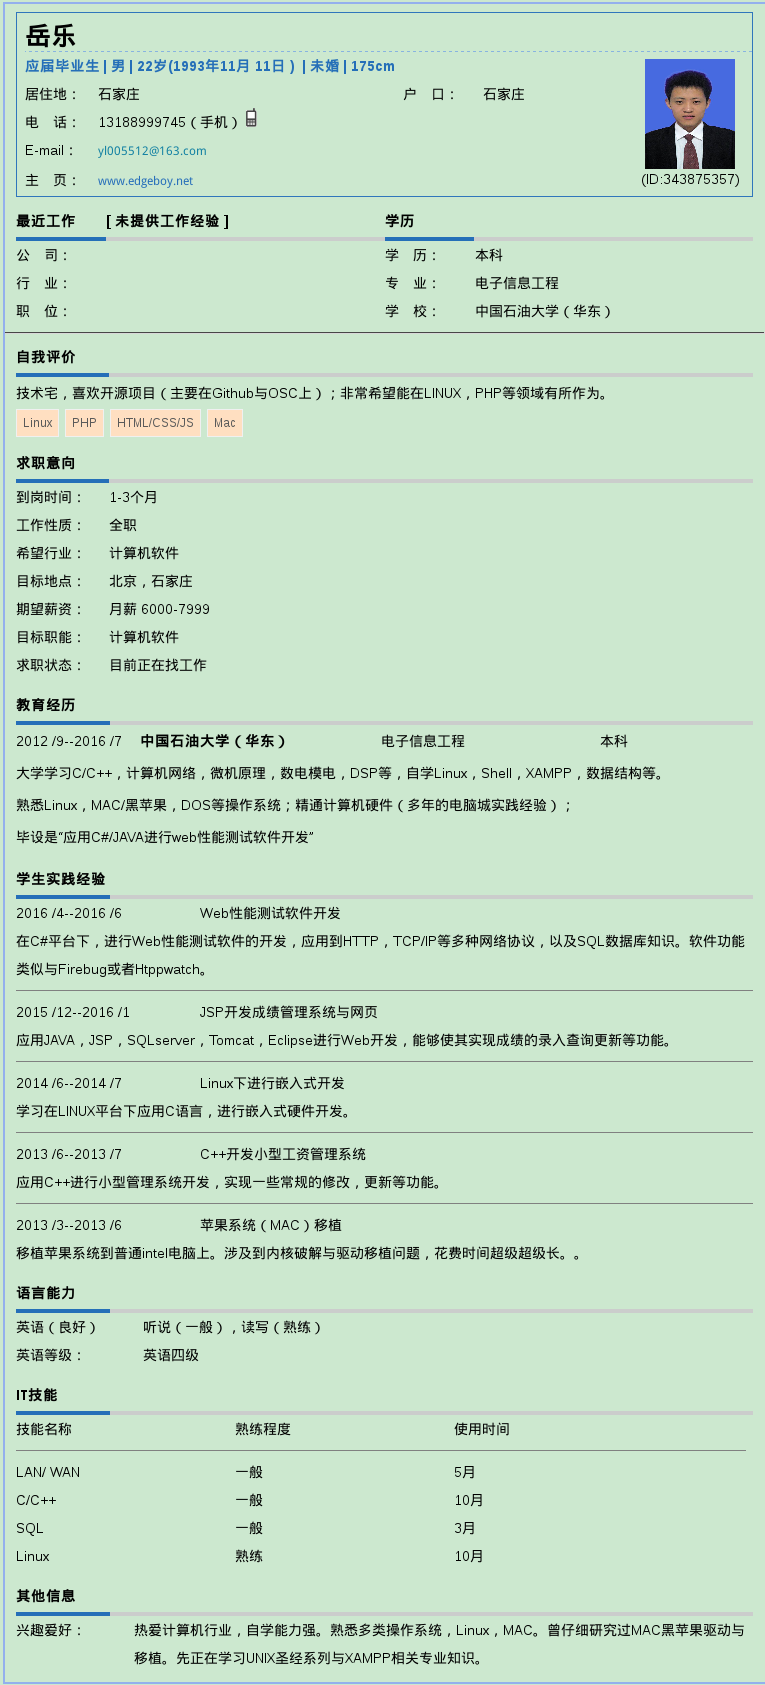 岳乐
应届毕业生 | 男 | 22岁(1993年11月 11日 ) | 未婚 | 175cm
居住地： 石家庄 户 口： 石家庄
电 话： 13188999745（手机）
E-mail： yl005512@163.com
主 页： www.edgeboy.net
(ID:343875357)
最近工作 [ 未提供工作经验 ] 学历
公 司： 学 历： 本科
行 业： 专 业： 电子信息工程
职 位： 学 校： 中国石油大学（华东）
自我评价
技术宅，喜欢开源项目（主要在Github与OSC上）；非常希望能在LINUX，PHP等领域有所作为。
Linux PHP HTML/CSS/JS Mac
求职意向
到岗时间： 1-3个月
工作性质： 全职
希望行业： 计算机软件
目标地点： 北京，石家庄
期望薪资： 月薪 6000-7999
目标职能： 计算机软件
求职状态： 目前正在找工作
教育经历
2012 /9--2016 /7 中国石油大学（华东） 电子信息工程 本科
大学学习C/C++，计算机网络，微机原理，数电模电，DSP等，自学Linux，Shell，XAMPP，数据结构等。
熟悉Linux，MAC/黑苹果，DOS等操作系统；精通计算机硬件（多年的电脑城实践经验）；
毕设是“应用C#/JAVA进行web性能测试软件开发”
学生实践经验
2016 /4--2016 /6 Web性能测试软件开发
在C#平台下，进行Web性能测试软件的开发，应用到HTTP，TCP/IP等多种网络协议，以及SQL数据库知识。软件功能
类似与Firebug或者Htppwatch。
2015 /12--2016 /1 JSP开发成绩管理系统与网页
应用JAVA，JSP，SQLserver，Tomcat，Eclipse进行Web开发，能够使其实现成绩的录入查询更新等功能。
2014 /6--2014 /7 Linux下进行嵌入式开发
学习在LINUX平台下应用C语言，进行嵌入式硬件开发。
2013 /6--2013 /7 C++开发小型工资管理系统
应用C++进行小型管理系统开发，实现一些常规的修改，更新等功能。
2013 /3--2013 /6 苹果系统（MAC）移植
移植苹果系统到普通intel电脑上。涉及到内核破解与驱动移植问题，花费时间超级超级长。。
语言能力
英语（良好） 听说（一般），读写（熟练）
英语等级： 英语四级
IT技能
技能名称 熟练程度 使用时间
LAN/ WAN 一般 5月
C/C++ 一般 10月
SQL 一般 3月
Linux 熟练 10月
其他信息
兴趣爱好： 热爱计算机行业，自学能力强。熟悉多类操作系统，Linux，MAC。曾仔细研究过MAC黑苹果驱动与
移植。先正在学习UNIX圣经系列与XAMPP相关专业知识。